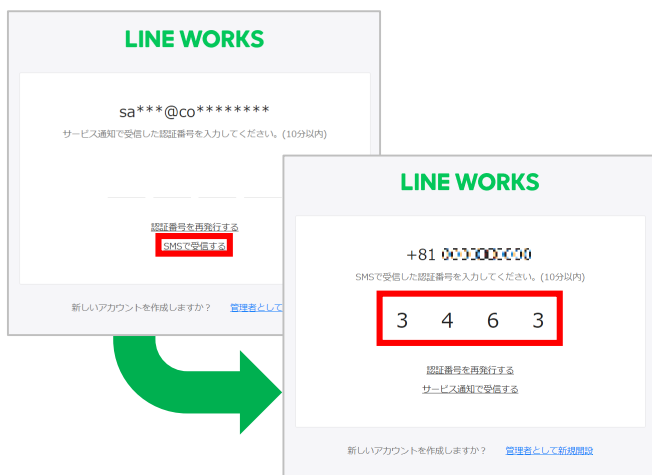 LINE WORKS
sa***@co********
サービス通知で受信した認証番号を入力してください。(10分以内)
認証番号を再発行する
SMSで受信する
新しいアカウントを作成しますか？ 管理者として
LINE WORKS
+81
SMSで受信した認証番号を入力してください。(10分以内)
3 4 6 3
認証番号を再発行する
サービス通知で受信する
新しいアカウントを作成しますか？ 管理者として新規開設